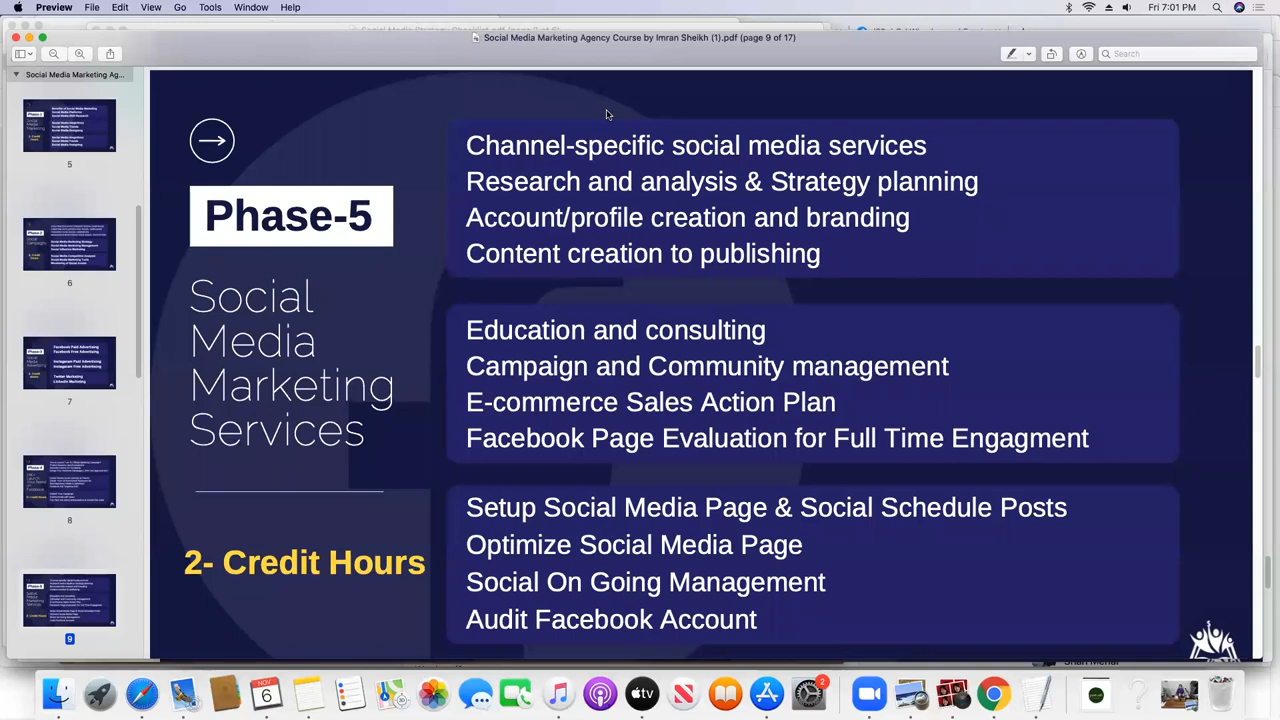 Preview File Edit View Go Tools Window Help
Fri 7:01 PM
Social Media Marketing Agency Course by Imran Sheikh (1).pdf (page 9 of 17)
Search
Social Media Marketing Ag...
5
6
7
8
9
Phase-5
Social
Media
Marketing
Services
2- Credit Hours
Channel-specific social media services
Research and analysis & Strategy planning
Account/profile creation and branding
Content creation to publishing
Education and consulting
Campaign and Community management
E-commerce Sales Action Plan
Facebook Page Evaluation for Full Time Engagment
Setup Social Media Page & Social Schedule Posts
Optimize Social Media Page
On Going Management
Audit Facebook Account
NOV
6
tv
2